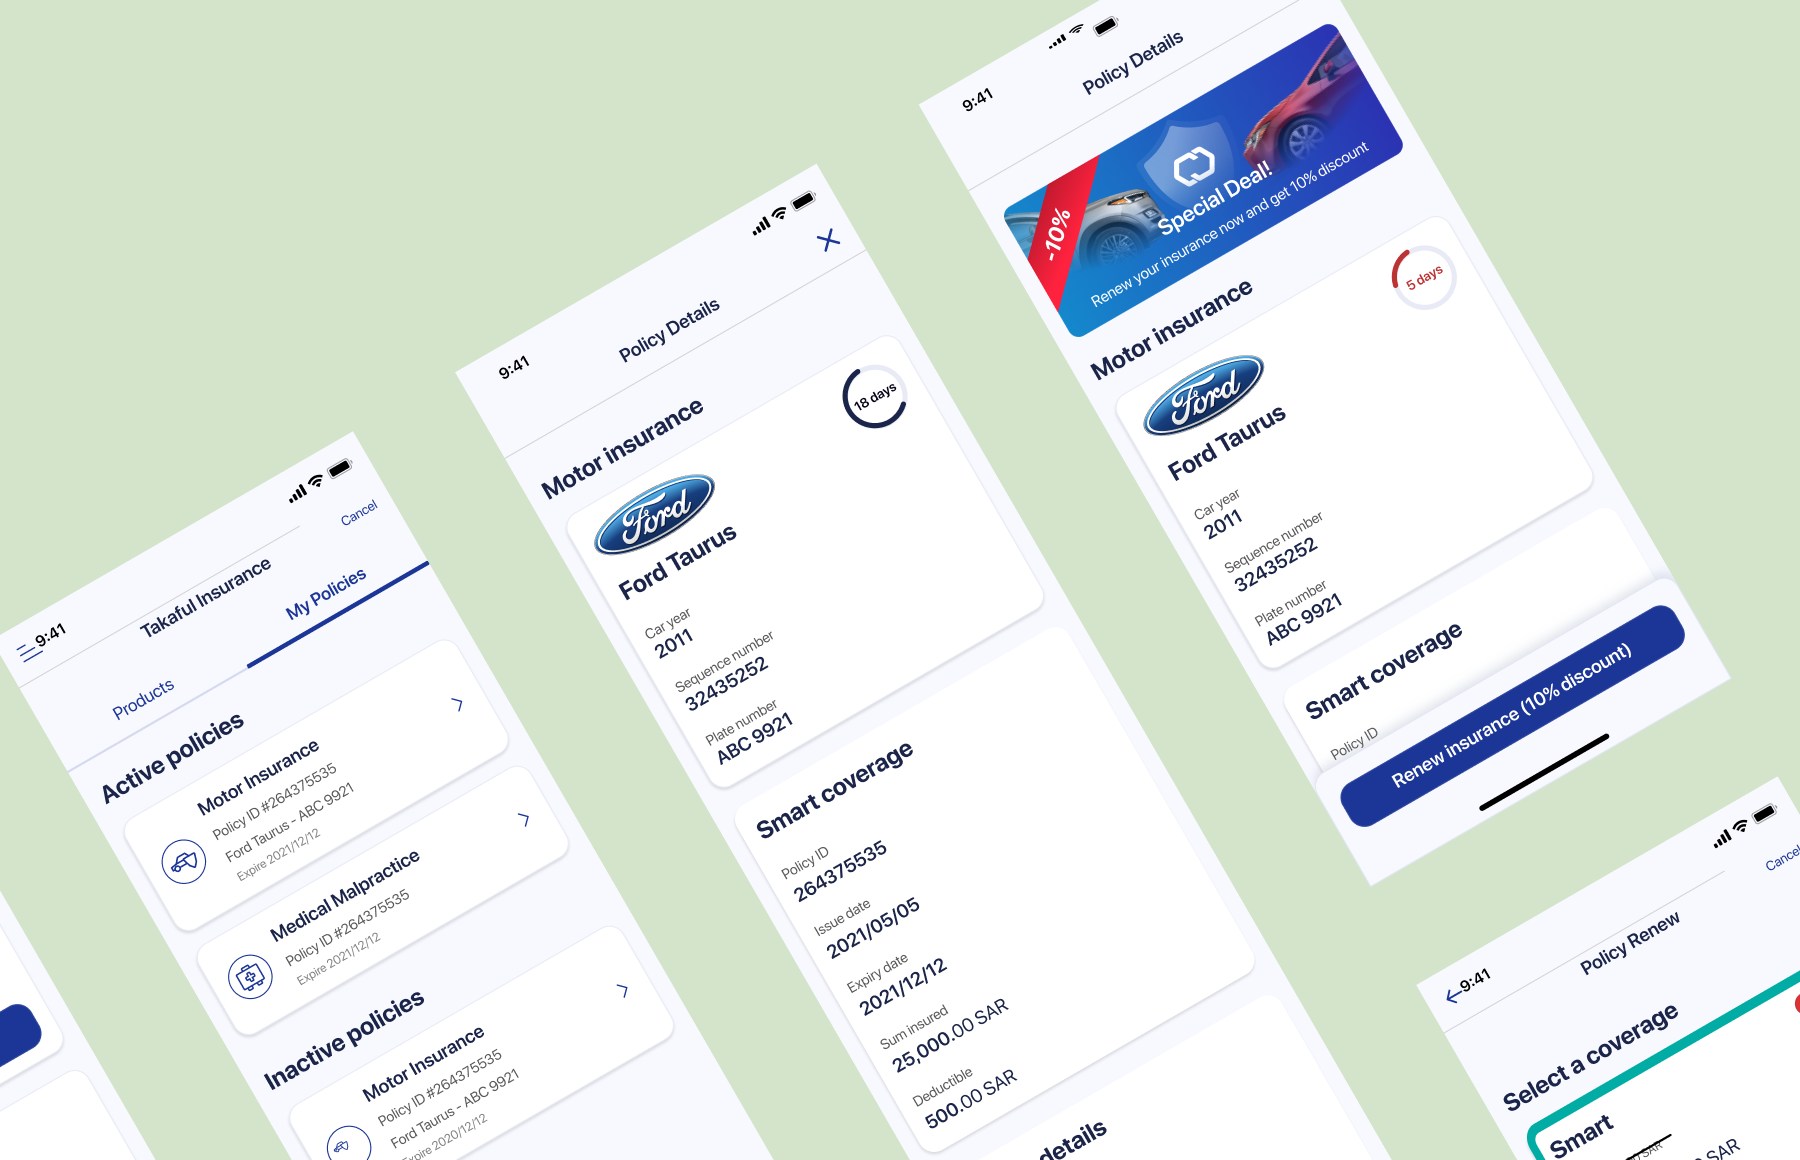 9:41
Cancel
Takaful Insurance
Products
My Policies
Active policies
Motor Insurance
Policy ID #264375535
Ford Taurus - ABC 9921
Expire 2021/12/12
Medical Malpractice
Policy ID #264375535
Expire 2021/12/12
Inactive policies
Motor Insurance
Policy ID #264375535
Ford Taurus - ABC 9921
Expire 2020/12/12
9:41
Policy Details
Motor insurance
18 days
Ford
Ford Taurus
Car year
2011
Sequence number
32435252
Plate number
ABC 9921
Smart coverage
Policy ID
264375535
Issue date
2021/05/05
Expiry date
2021/12/12
Sum insured
25,000.00 SAR
Deductible
500.00 SAR
details
9:41
Policy Details
-10%
Special Deal!
Renew your insurance now and get 10% discount
Motor insurance
5 days
Ford
Ford Taurus
Car year
2011
Sequence number
32435252
Plate number
ABC 9921
Smart coverage
Policy ID
Renew insurance (10% discount)
9:41
Cancel
Policy Renew
Select a coverage
Smart
SAR
SAR